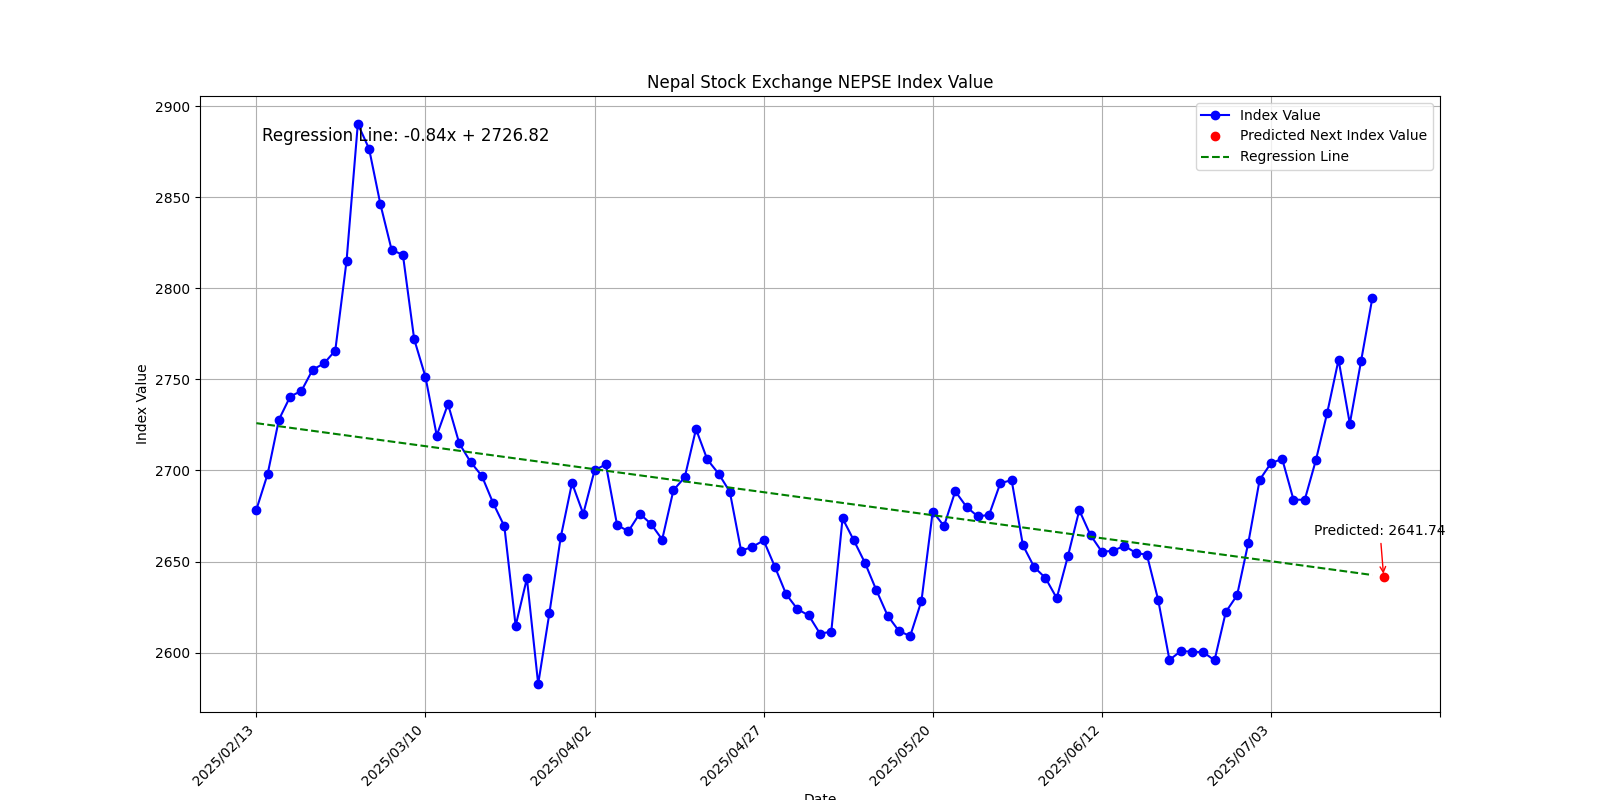 Nepal Stock Exchange NEPSE Index Value
Index Value
2900
2850
2800
2750
2700
2650
2600
Regression Line: -0.84x + 2726.82
Index Value
Predicted Next Index Value
Regression Line
Predicted: 2641.74
2025/02/13
2025/03/10
2025/04/02
2025/04/27
2025/05/20
2025/06/12
2025/07/03
Date